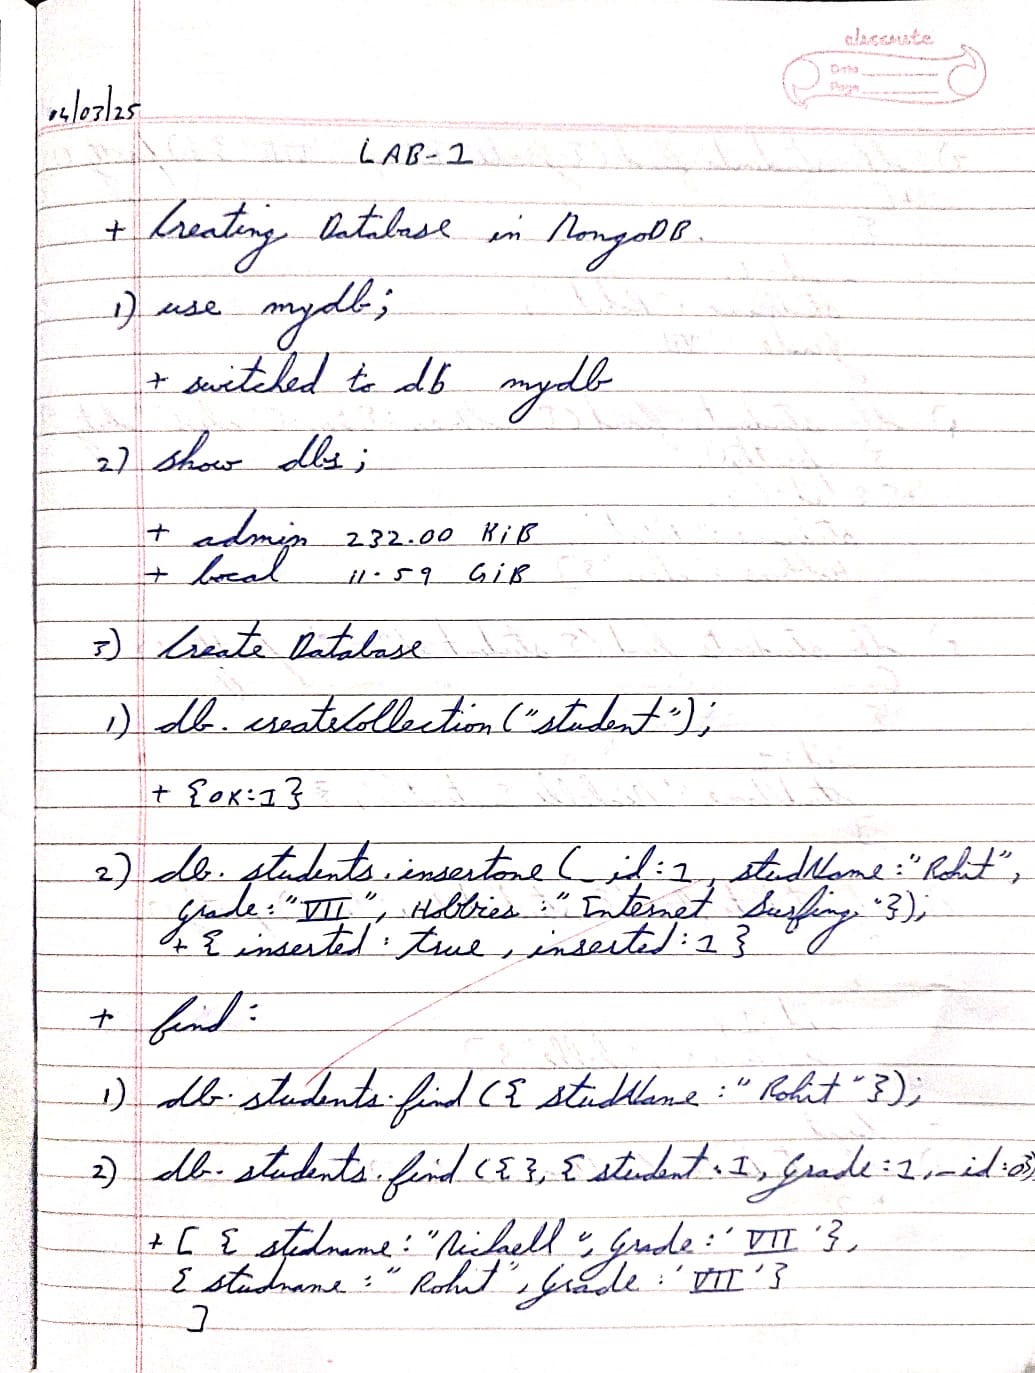 classmate
Date
Page
04/03/25
LAB-1
+ Creating Database in MongoDB.
1) use mydb;
+ switched to db mydb
2) show dbs;
+ admin 232.00 KiB
+ local 11.59 GiB
3) Create Database
1) db.createCollection("student");
+ {OK:1}
2) db.students.insertone(_id:1, studName:"Rohit",
grade:"VII", Hobbies:"Internet Surfing"});
+ { inserted: true, inserted:1 }
+ find:
1) db.students.find({ studName:"Rohit"});
2) db.students.find({}, { student:1, Grade:1, _id:0})
+ [ { studname:"Michaell", Grade:'VII'},
{ studname:"Rohit", Grade:'VII'}
]